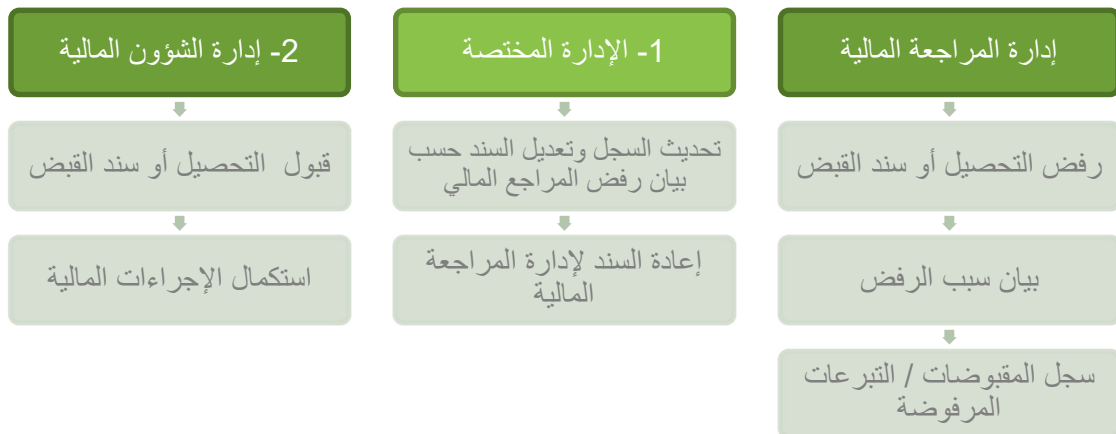 إدارة المراجعة المالية
رفض التحصيل أو سند القبض
بيان سبب الرفض
سجل المقبوضات / التبرعات
المرفوضة
1- الإدارة المختصة
تحديث السجل وتعديل السند حسب
بيان رفض المراجع المالي
إعادة السند لإدارة المراجعة
المالية
2- إدارة الشؤون المالية
قبول التحصيل أو سند القبض
استكمال الإجراءات المالية